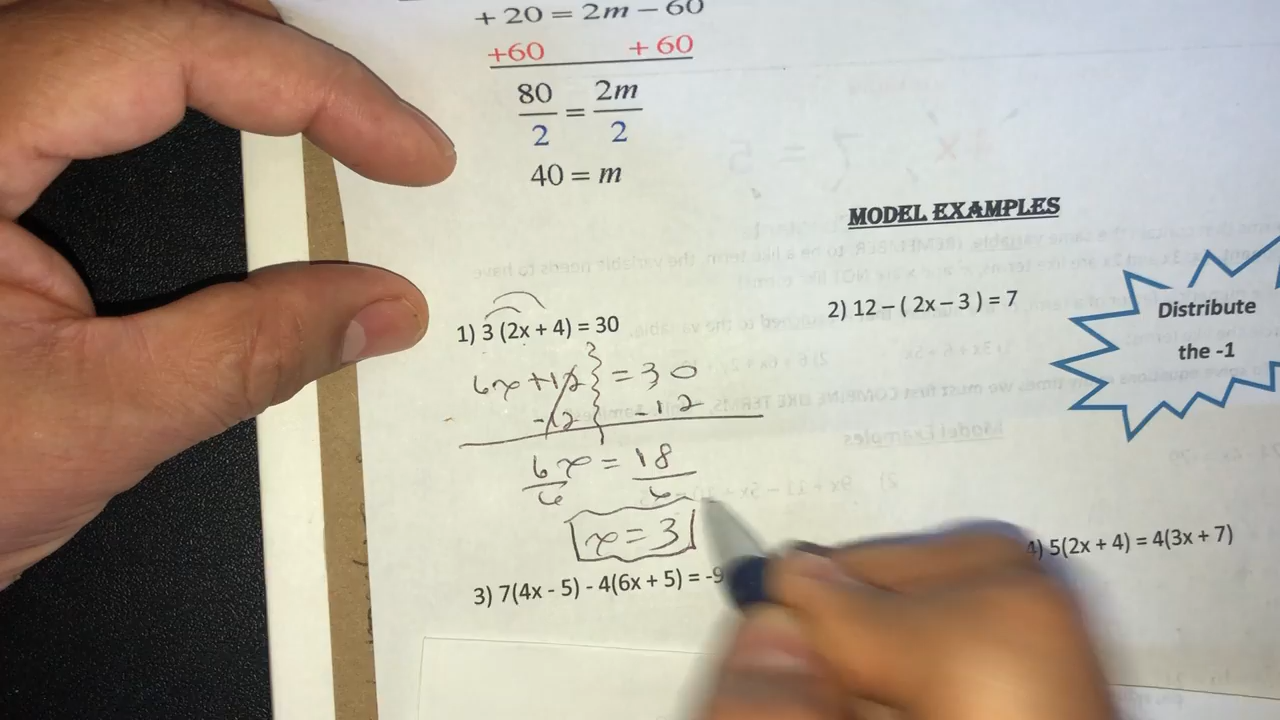 + 20 = 2m − 60
+60 + 60
80/2 = 2m/2
40 = m
MODEL EXAMPLES
1) 3 (2x + 4) = 30
6x + 12 = 30
-12 -12
6x/6 = 18/6
x = 3
2) 12 – ( 2x – 3 ) = 7
Distribute
the -1
3) 7(4x - 5) - 4(6x + 5) = -9
4) 5(2x + 4) = 4(3x + 7)